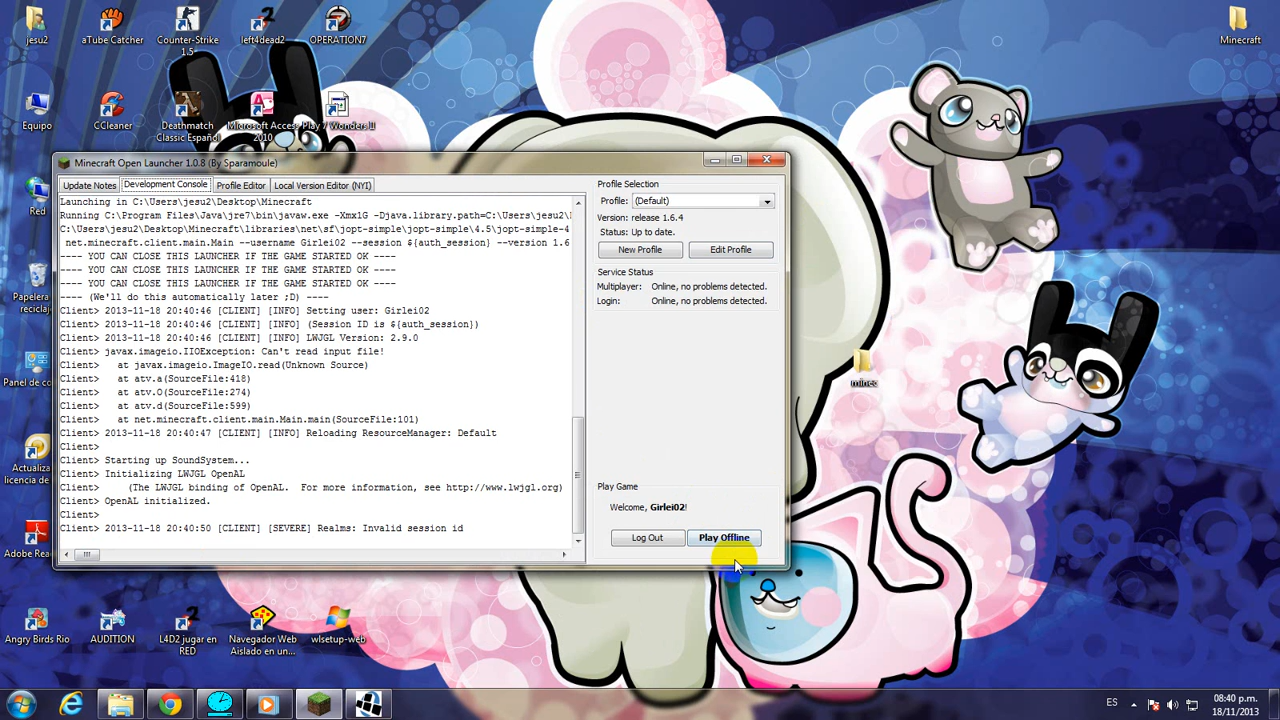 jesu2
aTube Catcher
Counter-Strike
1.5
left4dead2
OPERATION7
Minecraft
Equipo
CCleaner
Deathmatch
Classic Español
Microsoft Access
2010
Play 7 Wonders II
Red
Papelera
reciclaj
Panel de co
Actualiza
licencia de
Adobe Rea
Minecraft Open Launcher 1.0.8 (By Sparamoule)
Update Notes
Development Console
Profile Editor
Local Version Editor (NYI)
Launching in C:\Users\jesu2\Desktop\Minecraft
Running C:\Program Files\Java\jre7\bin\javaw.exe -Xmx1G -Djava.library.path=C:\Users\jesu2\
C:\Users\jesu2\Desktop\Minecraft\libraries\net\sf\jopt-simple\jopt-simple\4.5\jopt-simple-4
net.minecraft.client.main.Main --username Girlei02 --session ${auth_session} --version 1.6
---- YOU CAN CLOSE THIS LAUNCHER IF THE GAME STARTED OK ----
---- YOU CAN CLOSE THIS LAUNCHER IF THE GAME STARTED OK ----
---- YOU CAN CLOSE THIS LAUNCHER IF THE GAME STARTED OK ----
---- (We'll do this automatically later ;D) ----
Client> 2013-11-18 20:40:46 [CLIENT] [INFO] Setting user: Girlei02
Client> 2013-11-18 20:40:46 [CLIENT] [INFO] (Session ID is ${auth_session})
Client> 2013-11-18 20:40:46 [CLIENT] [INFO] LWJGL Version: 2.9.0
Client> javax.imageio.IIOException: Can't read input file!
Client> at javax.imageio.ImageIO.read(Unknown Source)
Client> at atv.a(SourceFile:418)
Client> at atv.O(SourceFile:274)
Client> at atv.d(SourceFile:599)
Client> at net.minecraft.client.main.Main.main(SourceFile:101)
Client> 2013-11-18 20:40:47 [CLIENT] [INFO] Reloading ResourceManager: Default
Client>
Client> Starting up SoundSystem...
Client> Initializing LWJGL OpenAL
Client> (The LWJGL binding of OpenAL. For more information, see http://www.lwjgl.org)
Client> OpenAL initialized.
Client>
Client> 2013-11-18 20:40:50 [CLIENT] [SEVERE] Realms: Invalid session id
Profile Selection
Profile: (Default)
Version: release 1.6.4
Status: Up to date.
New Profile
Edit Profile
Service Status
Multiplayer: Online, no problems detected.
Login: Online, no problems detected.
Play Game
Welcome, Girlei02!
Log Out
Play Offline
minec
Angry Birds Rio
AUDITION
L4D2 jugar en
RED
Navegador Web
Aislado en un...
wlsetup-web
ES
08:40 p.m.
18/11/2013